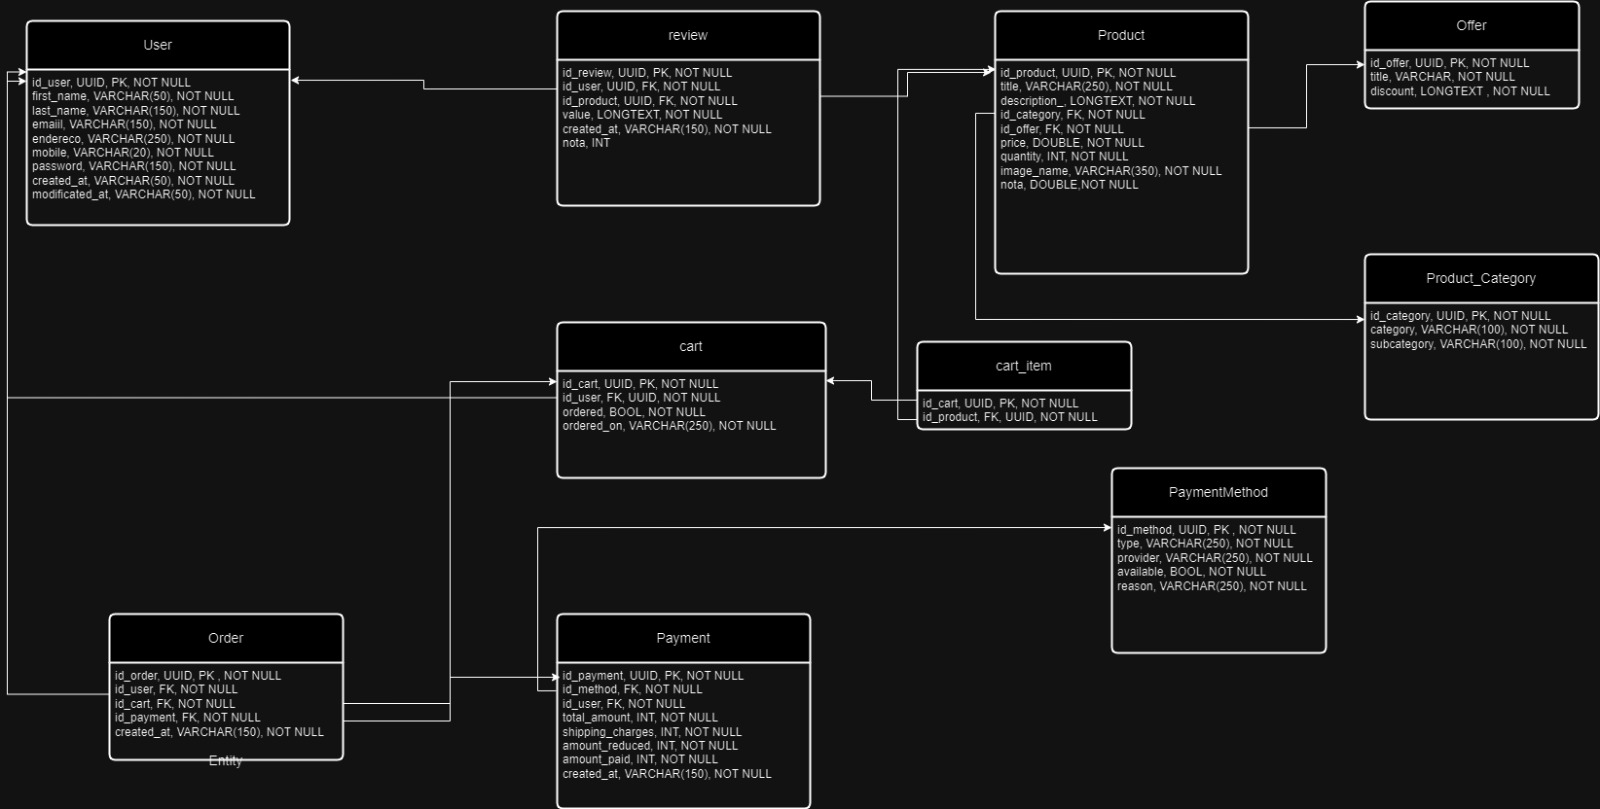 User
id_user, UUID, PK, NOT NULL
first_name, VARCHAR(50), NOT NULL
last_name, VARCHAR(150), NOT NULL
emaiil, VARCHAR(150), NOT NULL
endereco, VARCHAR(250), NOT NULL
mobile, VARCHAR(20), NOT NULL
password, VARCHAR(150), NOT NULL
created_at, VARCHAR(50), NOT NULL
modificated_at, VARCHAR(50), NOT NULL
review
id_review, UUID, PK, NOT NULL
id_user, UUID, FK, NOT NULL
id_product, UUID, FK, NOT NULL
value, LONGTEXT, NOT NULL
created_at, VARCHAR(150), NOT NULL
nota, INT
Product
id_product, UUID, PK, NOT NULL
title, VARCHAR(250), NOT NULL
description_, LONGTEXT, NOT NULL
id_category, FK, NOT NULL
id_offer, FK, NOT NULL
price, DOUBLE, NOT NULL
quantity, INT, NOT NULL
image_name, VARCHAR(350), NOT NULL
nota, DOUBLE,NOT NULL
Offer
id_offer, UUID, PK, NOT NULL
title, VARCHAR, NOT NULL
discount, LONGTEXT , NOT NULL
Product_Category
id_category, UUID, PK, NOT NULL
category, VARCHAR(100), NOT NULL
subcategory, VARCHAR(100), NOT NULL
cart
id_cart, UUID, PK, NOT NULL
id_user, FK, UUID, NOT NULL
ordered, BOOL, NOT NULL
ordered_on, VARCHAR(250), NOT NULL
cart_item
id_cart, UUID, PK, NOT NULL
id_product, FK, UUID, NOT NULL
PaymentMethod
id_method, UUID, PK , NOT NULL
type, VARCHAR(250), NOT NULL
provider, VARCHAR(250), NOT NULL
available, BOOL, NOT NULL
reason, VARCHAR(250), NOT NULL
Order
id_order, UUID, PK , NOT NULL
id_user, FK, NOT NULL
id_cart, FK, NOT NULL
id_payment, FK, NOT NULL
created_at, VARCHAR(150), NOT NULL
Entity
Payment
id_payment, UUID, PK, NOT NULL
id_method, FK, NOT NULL
id_user, FK, NOT NULL
total_amount, INT, NOT NULL
shipping_charges, INT, NOT NULL
amount_reduced, INT, NOT NULL
amount_paid, INT, NOT NULL
created_at, VARCHAR(150), NOT NULL